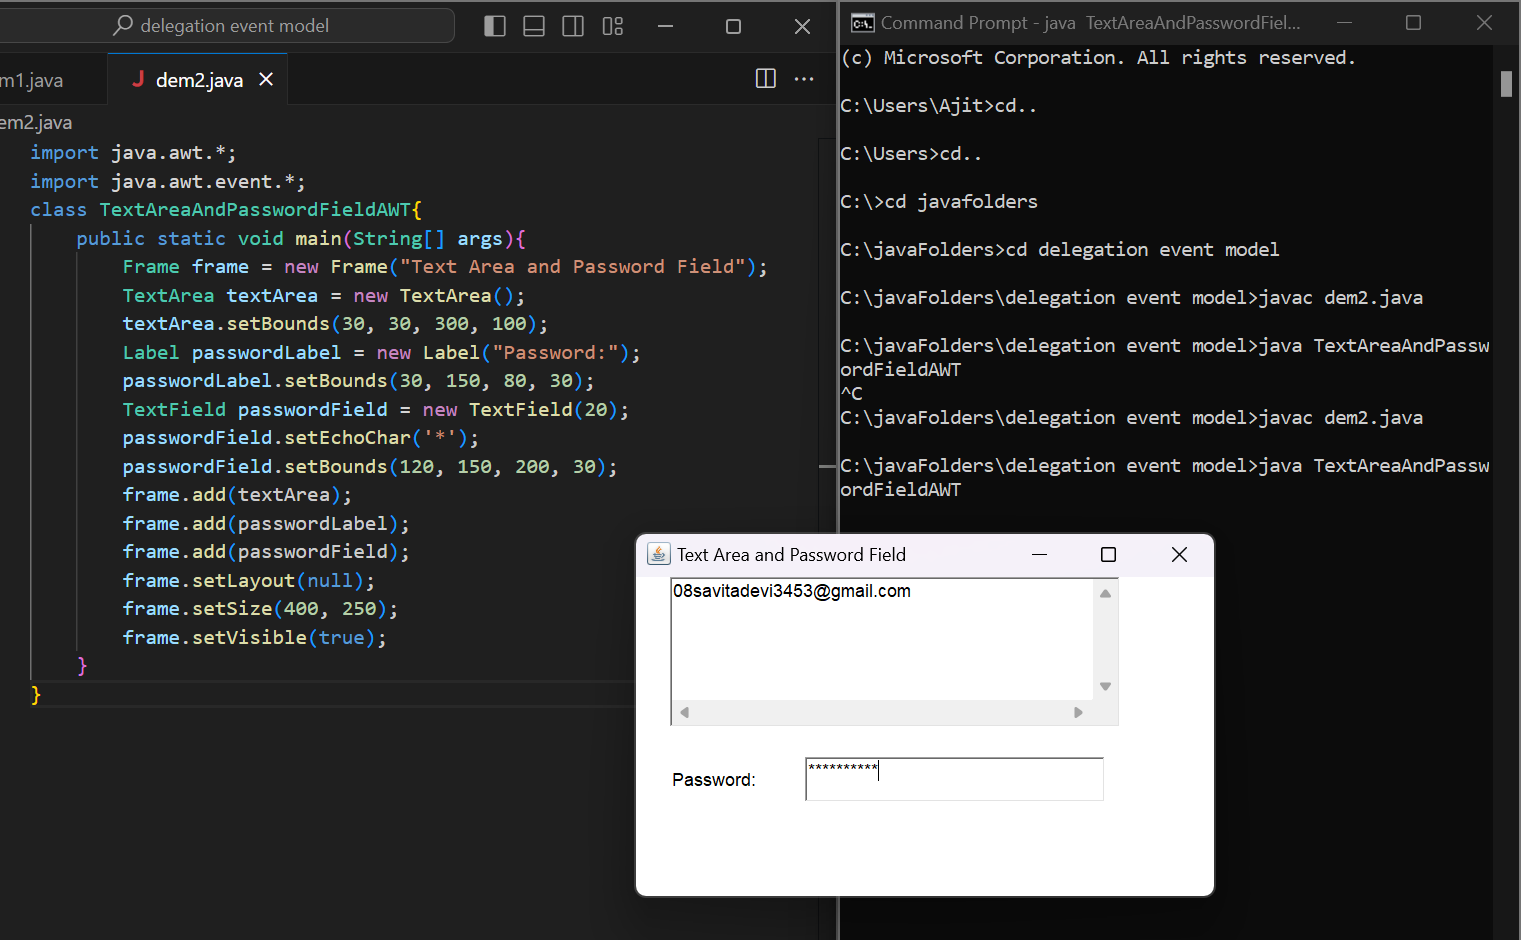 delegation event model
m1.java
J dem2.java
em2.java
import java.awt.*;
import java.awt.event.*;
class TextAreaAndPasswordFieldAWT{
public static void main(String[] args){
Frame frame = new Frame("Text Area and Password Field");
TextArea textArea = new TextArea();
textArea.setBounds(30, 30, 300, 100);
Label passwordLabel = new Label("Password:");
passwordLabel.setBounds(30, 150, 80, 30);
TextField passwordField = new TextField(20);
passwordField.setEchoChar('*');
passwordField.setBounds(120, 150, 200, 30);
frame.add(textArea);
frame.add(passwordLabel);
frame.add(passwordField);
frame.setLayout(null);
frame.setSize(400, 250);
frame.setVisible(true);
}
}
Command Prompt - java  TextAreaAndPasswordFiel...
(c) Microsoft Corporation. All rights reserved.
C:\Users\Ajit>cd..
C:\Users>cd..
C:\>cd javafolders
C:\javaFolders>cd delegation event model
C:\javaFolders\delegation event model>javac dem2.java
C:\javaFolders\delegation event model>java TextAreaAndPassw
ordFieldAWT
^C
C:\javaFolders\delegation event model>javac dem2.java
C:\javaFolders\delegation event model>java TextAreaAndPassw
ordFieldAWT
Text Area and Password Field
08savitadevi3453@gmail.com
Password: **********